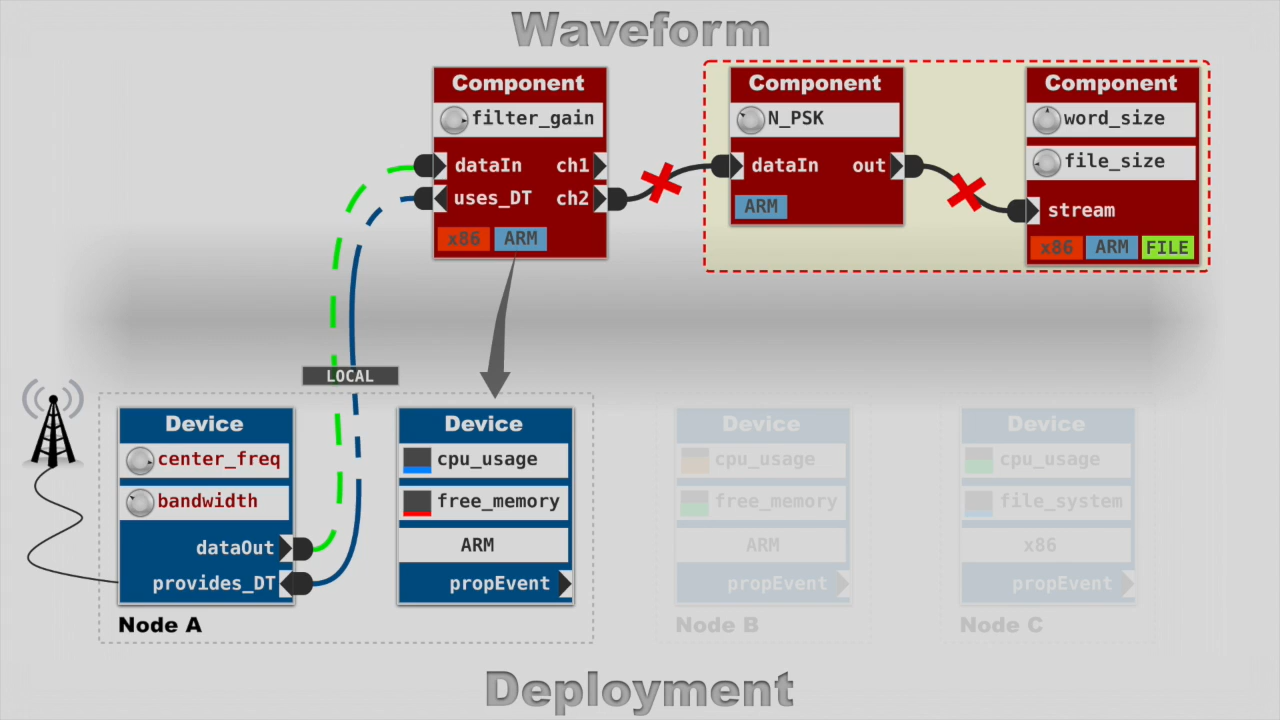 Waveform
Component
filter_gain
dataIn ch1
uses_DT ch2
x86 ARM
Component
N_PSK
dataIn out
ARM
Component
word_size
file_size
stream
x86 ARM FILE
LOCAL
Device
center_freq
bandwidth
dataOut
provides_DT
Node A
Device
cpu_usage
free_memory
ARM
propEvent
Device
cpu_usage
free_memory
ARM
propEvent
Node B
Device
cpu_usage
file_system
x86
propEvent
Node C
Deployment